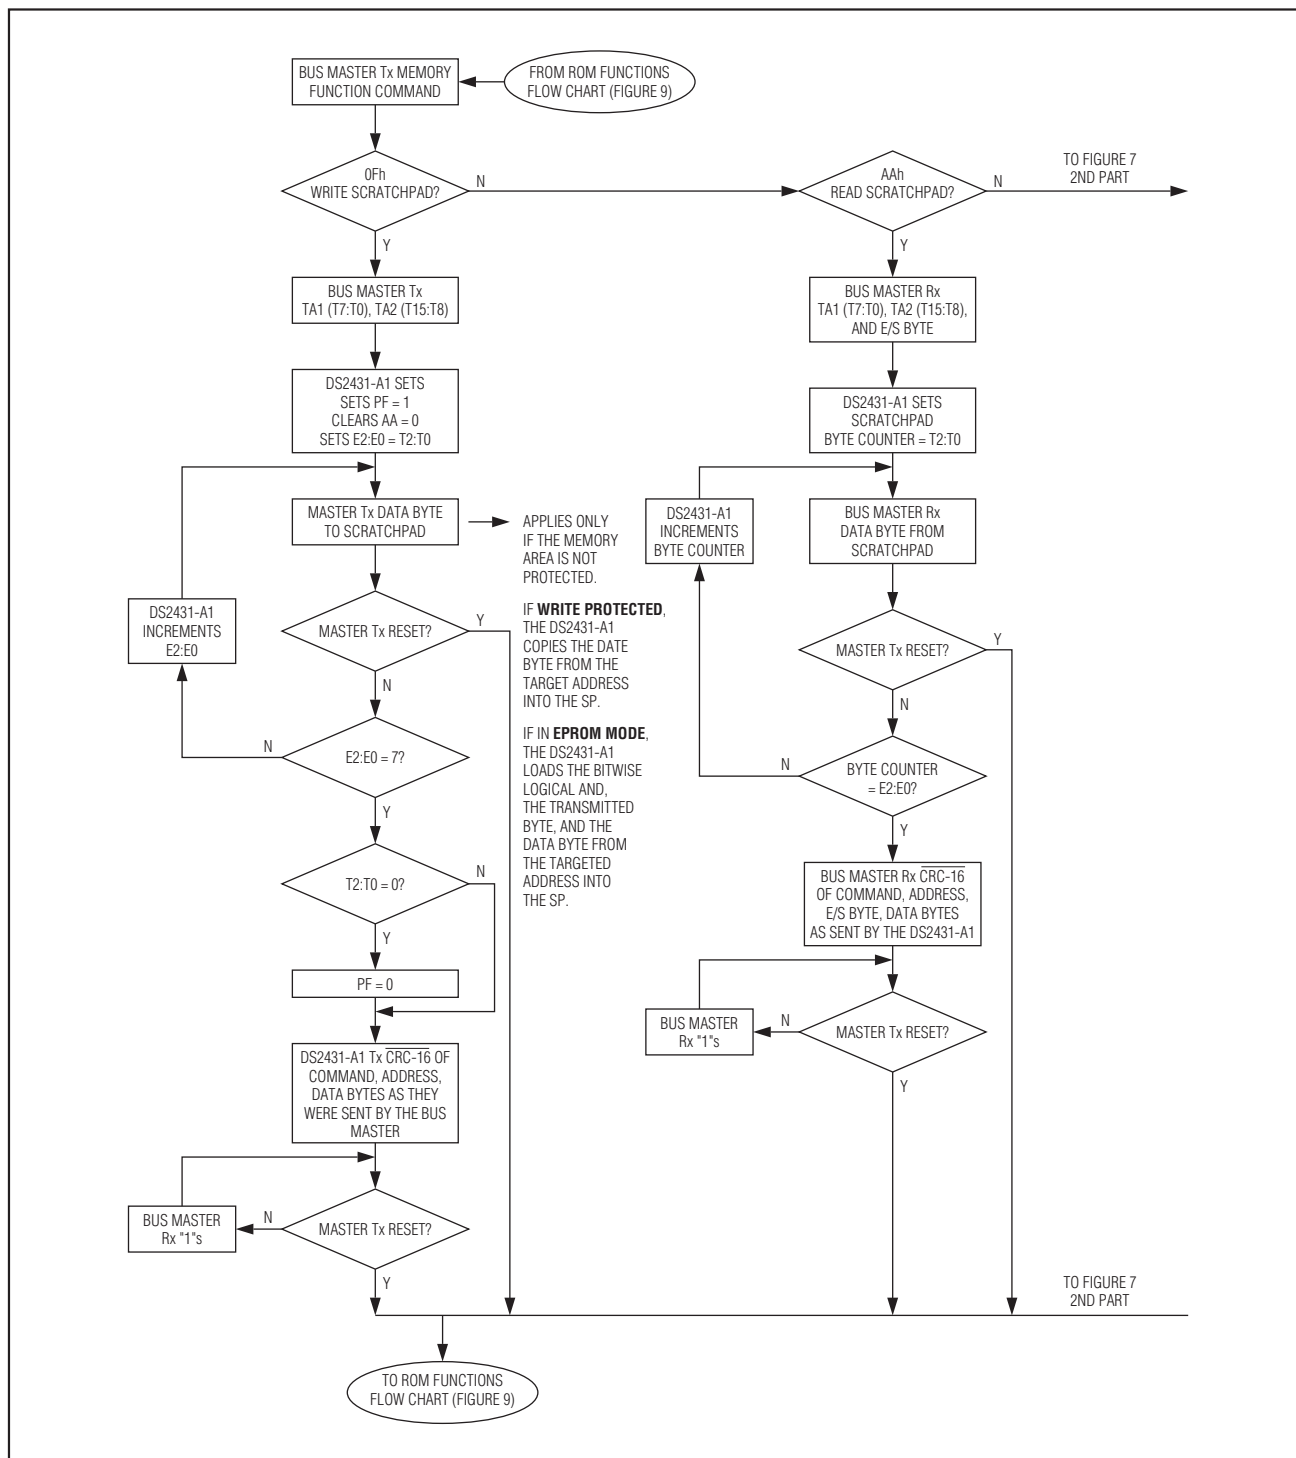 BUS MASTER Tx MEMORY
FUNCTION COMMAND
FROM ROM FUNCTIONS
FLOW CHART (FIGURE 9)
0Fh
WRITE SCRATCHPAD?
N
Y
AAh
READ SCRATCHPAD?
N
Y
TO FIGURE 7
2ND PART
BUS MASTER Tx
TA1 (T7:T0), TA2 (T15:T8)
DS2431-A1 SETS
SETS PF = 1
CLEARS AA = 0
SETS E2:E0 = T2:T0
MASTER Tx DATA BYTE
TO SCRATCHPAD
APPLIES ONLY
IF THE MEMORY
AREA IS NOT
PROTECTED.
IF WRITE PROTECTED,
THE DS2431-A1
COPIES THE DATE
BYTE FROM THE
TARGET ADDRESS
INTO THE SP.
IF IN EPROM MODE,
THE DS2431-A1
LOADS THE BITWISE
LOGICAL AND,
THE TRANSMITTED
BYTE, AND THE
DATA BYTE FROM
THE TARGETED
ADDRESS INTO
THE SP.
DS2431-A1
INCREMENTS
E2:E0
MASTER Tx RESET?
Y
N
E2:E0 = 7?
N
Y
T2:T0 = 0?
N
Y
PF = 0
DS2431-A1 Tx CRC-16 OF
COMMAND, ADDRESS,
DATA BYTES AS THEY
WERE SENT BY THE BUS
MASTER
BUS MASTER
Rx "1"s
N
MASTER Tx RESET?
Y
BUS MASTER Rx
TA1 (T7:T0), TA2 (T15:T8),
AND E/S BYTE
DS2431-A1 SETS
SCRATCHPAD
BYTE COUNTER = T2:T0
DS2431-A1
INCREMENTS
BYTE COUNTER
BUS MASTER Rx
DATA BYTE FROM
SCRATCHPAD
MASTER Tx RESET?
Y
N
BYTE COUNTER
= E2:E0?
N
Y
BUS MASTER Rx CRC-16
OF COMMAND, ADDRESS,
E/S BYTE, DATA BYTES
AS SENT BY THE DS2431-A1
BUS MASTER
Rx "1"s
N
MASTER Tx RESET?
Y
TO FIGURE 7
2ND PART
TO ROM FUNCTIONS
FLOW CHART (FIGURE 9)